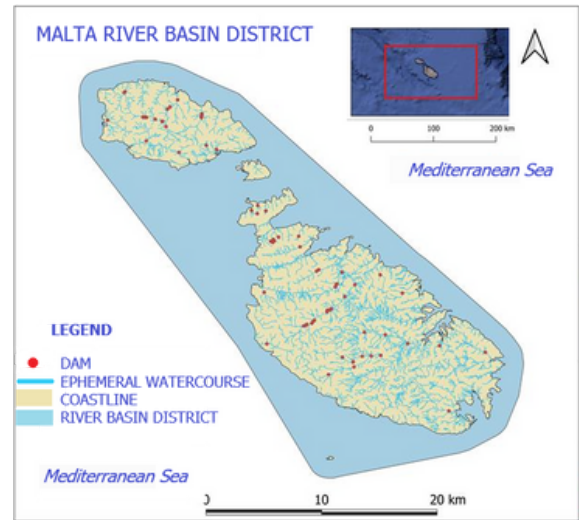 MALTA RIVER BASIN DISTRICT
0 100 200 km
Mediterranean Sea
LEGEND
DAM
EPHEMERAL WATERCOURSE
COASTLINE
RIVER BASIN DISTRICT
Mediterranean Sea
0 10 20 km